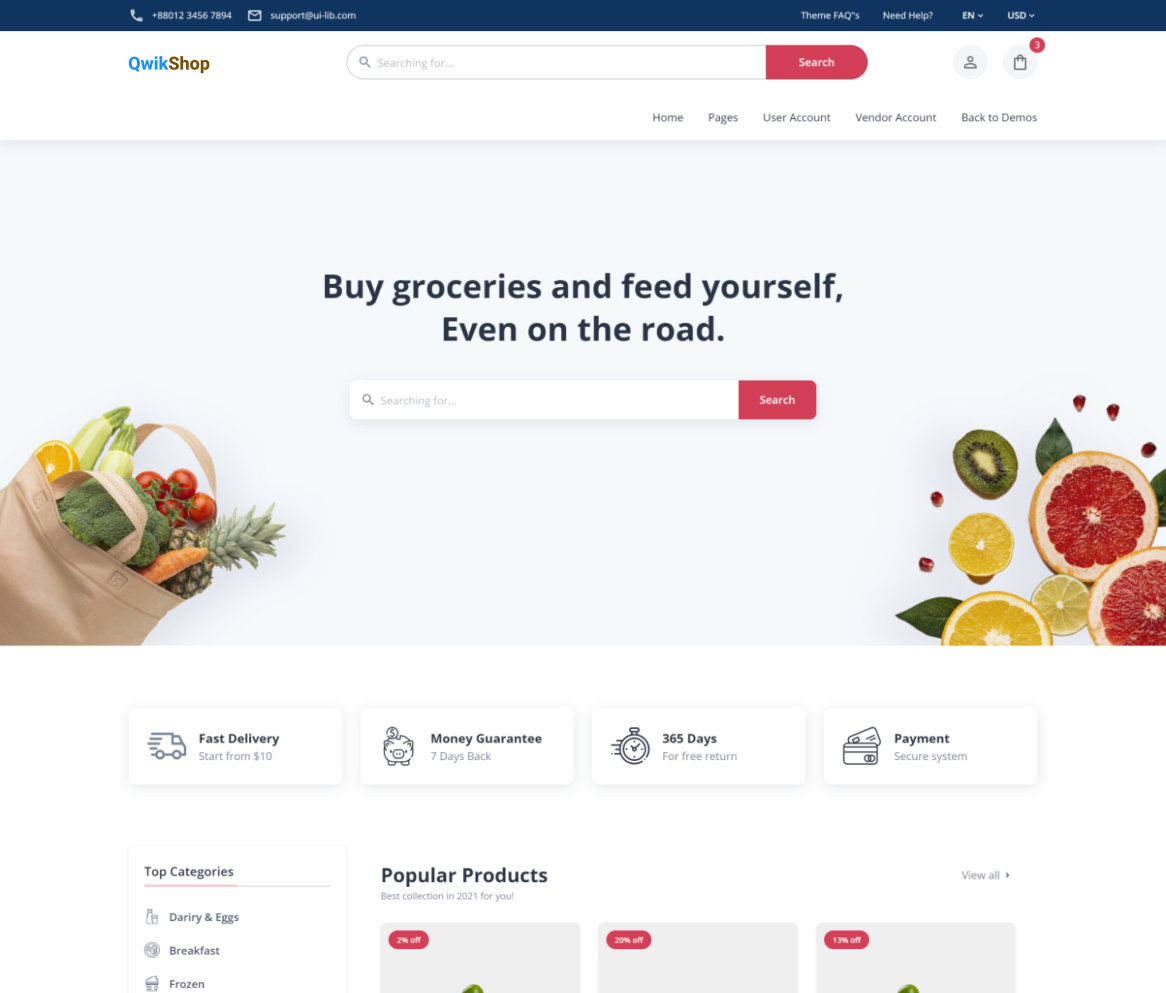 +88012 3456 7894
support@ui-lib.com
Theme FAQ"s
Need Help?
EN
USD
QwikShop
Searching for...
Search
3
Home
Pages
User Account
Vendor Account
Back to Demos
Buy groceries and feed yourself,
Even on the road.
Searching for...
Search
Fast Delivery
Start from $10
Money Guarantee
7 Days Back
365 Days
For free return
Payment
Secure system
Top Categories
Dariry & Eggs
Breakfast
Frozen
Popular Products
Best collection in 2021 for you!
View all
2% off
20% off
13% off